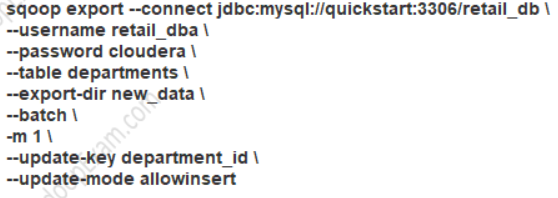 sqoop export --connect jdbc:mysql://quickstart:3306/retail_db \
--username retail_dba \
--password cloudera \
--table departments \
--export-dir new_data \
--batch \
-m 1 \
--update-key department_id \
--update-mode allowinsert